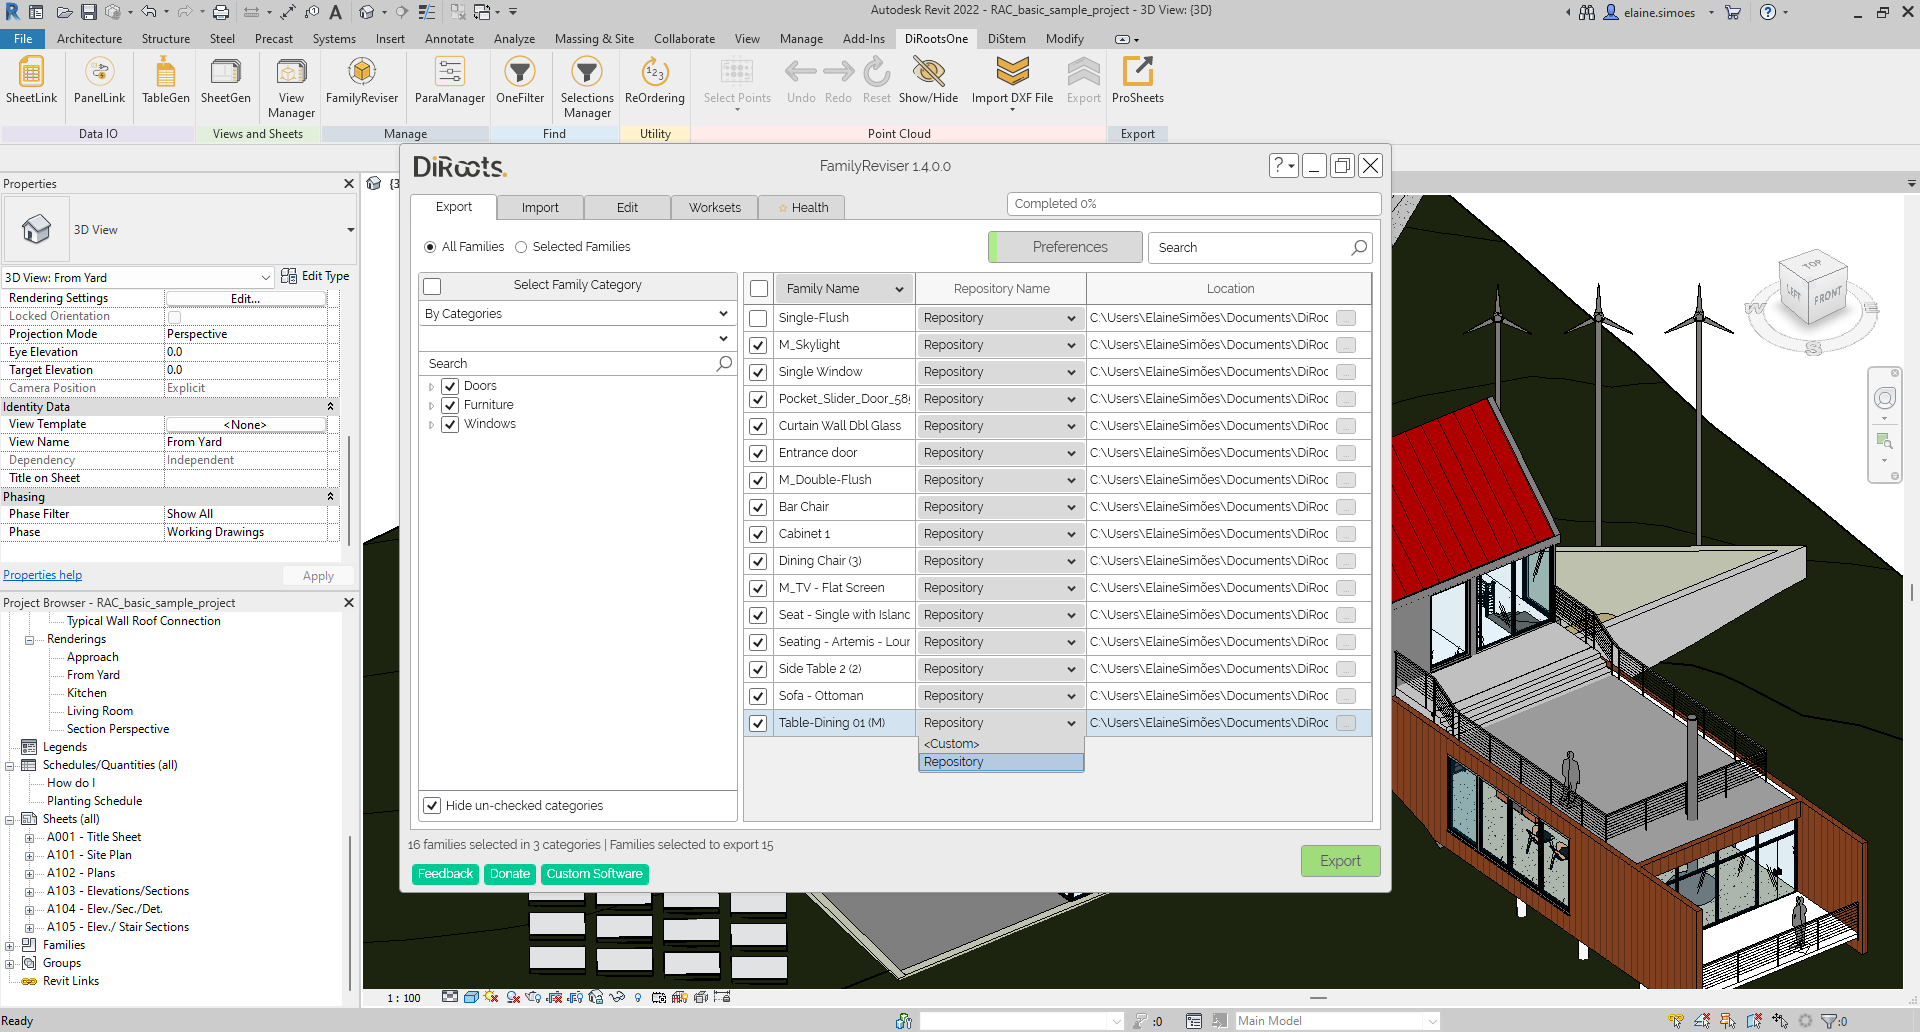 Autodesk Revit 2022 - RAC_basic_sample_project - 3D View: {3D}
elaine.simoes
File Architecture Structure Steel Precast Systems Insert Annotate Analyze Massing & Site Collaborate View Manage Add-Ins DiRootsOne DiStem Modify
SheetLink PanelLink TableGen SheetGen View Manager FamilyReviser ParaManager OneFilter Selections Manager ReOrdering Select Points Undo Redo Reset Show/Hide Import DXF File Export ProSheets
Data IO Views and Sheets Manage Find Utility Point Cloud Export
Properties
3D View
3D View: From Yard
Edit Type
Rendering Settings Edit...
Locked Orientation
Projection Mode Perspective
Eye Elevation 0.0
Target Elevation 0.0
Camera Position Explicit
Identity Data
View Template <None>
View Name From Yard
Dependency Independent
Title on Sheet
Phasing
Phase Filter Show All
Phase Working Drawings
Properties help Apply
Project Browser - RAC_basic_sample_project
Typical Wall Roof Connection
Renderings
Approach
From Yard
Kitchen
Living Room
Section Perspective
Legends
Schedules/Quantities (all)
How do I
Planting Schedule
Sheets (all)
A001 - Title Sheet
A101 - Site Plan
A102 - Plans
A103 - Elevations/Sections
A104 - Elev./Sec./Det.
A105 - Elev./ Stair Sections
Families
Groups
Revit Links
{3
DiRoots.
FamilyReviser 1.4.0.0
Export Import Edit Worksets Health
Completed 0%
All Families Selected Families Preferences Search
Select Family Category
By Categories
Search
Doors
Furniture
Windows
Hide un-checked categories
Family Name Repository Name Location
Single-Flush Repository C:\Users\ElaineSimões\Documents\DiRoc ...
M_Skylight Repository C:\Users\ElaineSimões\Documents\DiRoc ...
Single Window Repository C:\Users\ElaineSimões\Documents\DiRoc ...
Pocket_Slider_Door_58 Repository C:\Users\ElaineSimões\Documents\DiRoc ...
Curtain Wall Dbl Glass Repository C:\Users\ElaineSimões\Documents\DiRoc ...
Entrance door Repository C:\Users\ElaineSimões\Documents\DiRoc ...
M_Double-Flush Repository C:\Users\ElaineSimões\Documents\DiRoc ...
Bar Chair Repository C:\Users\ElaineSimões\Documents\DiRoc ...
Cabinet 1 Repository C:\Users\ElaineSimões\Documents\DiRoc ...
Dining Chair (3) Repository C:\Users\ElaineSimões\Documents\DiRoc ...
M_TV - Flat Screen Repository C:\Users\ElaineSimões\Documents\DiRoc ...
Seat - Single with Islanc Repository C:\Users\ElaineSimões\Documents\DiRoc ...
Seating - Artemis - Lour Repository C:\Users\ElaineSimões\Documents\DiRoc ...
Side Table 2 (2) Repository C:\Users\ElaineSimões\Documents\DiRoc ...
Sofa - Ottoman Repository C:\Users\ElaineSimões\Documents\DiRoc ...
Table-Dining 01 (M) Repository C:\Users\ElaineSimões\Documents\DiRoc ...
<Custom>
Repository
16 families selected in 3 categories | Families selected to export 15
Feedback Donate Custom Software Export
TOP
LEFT FRONT
W E
S
1 : 100
Ready :0 Main Model :0